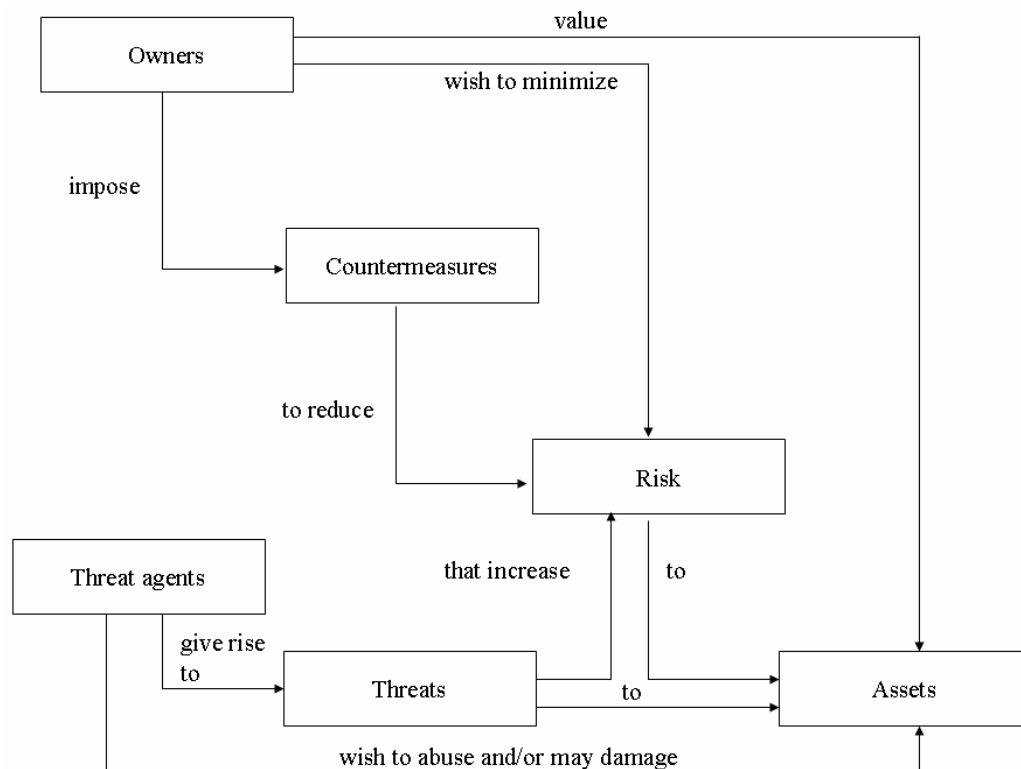 value
Owners
wish to minimize
impose
Countermeasures
to reduce
Risk
that increase
to
Threat agents
give rise
to
Threats
to
Assets
wish to abuse and/or may damage